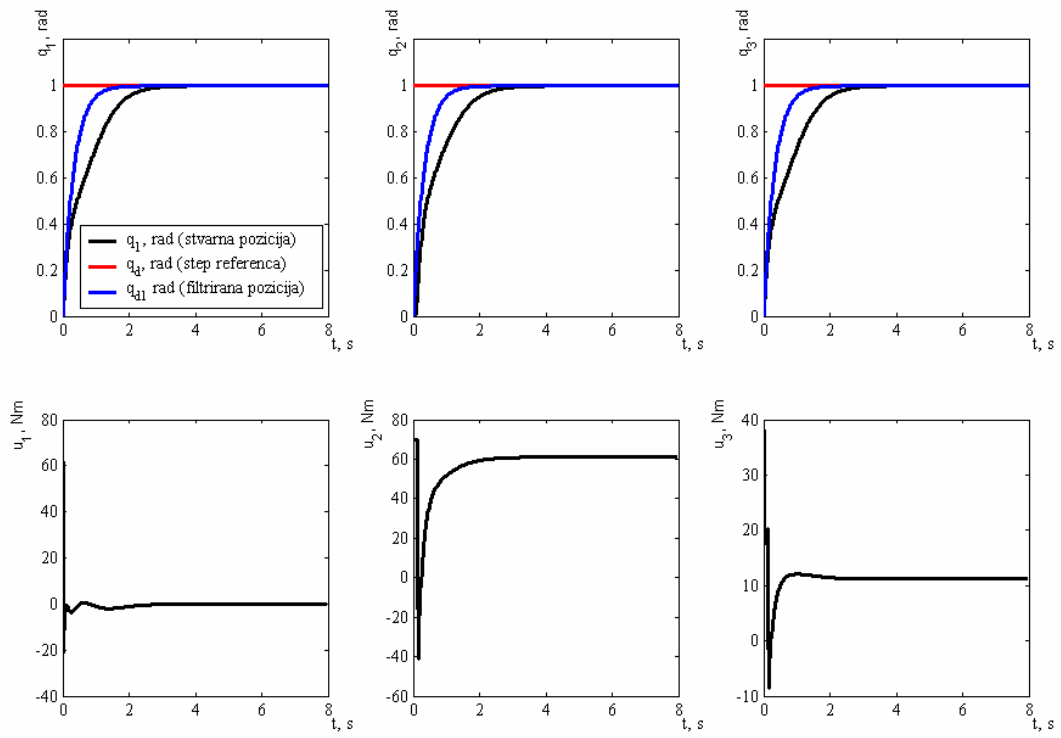 q1, rad
1
0.8
0.6
0.4
0.2
0
0 2 4 6 8
t, s
q1, rad (stvarna pozicija)
qd, rad (step referenca)
qd1 rad (filtrirana pozicija)
q2, rad
1
0.8
0.6
0.4
0.2
0
0 2 4 6 8
t, s
q3, rad
1
0.8
0.6
0.4
0.2
0
0 2 4 6 8
t, s
u1, Nm
80
60
40
20
0
-20
-40
0 2 4 6 8
t, s
u2, Nm
80
60
40
20
0
-20
-40
-60
0 2 4 6 8
t, s
u3, Nm
40
30
20
10
0
-10
0 2 4 6 8
t, s